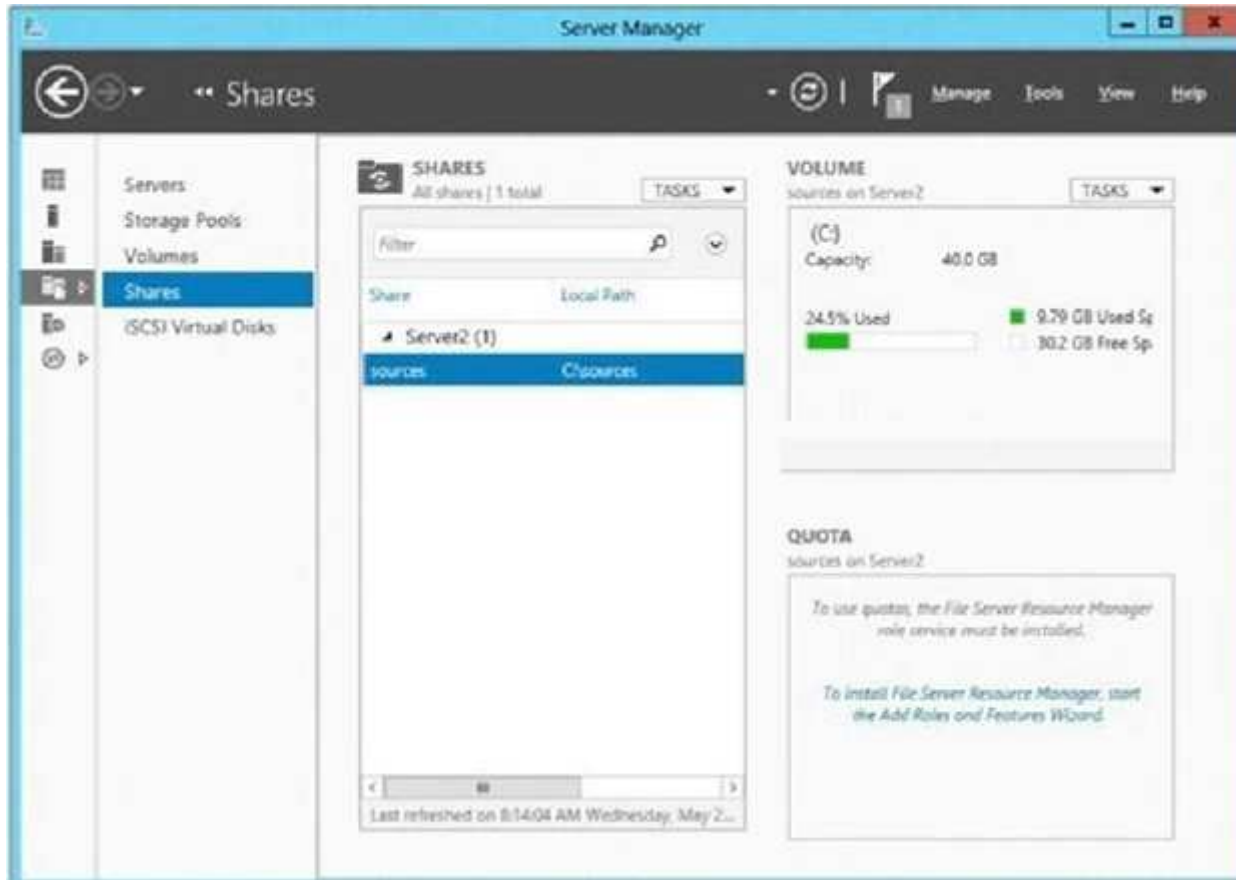 Server Manager
Shares
1
Manage Tools View Help
Servers
Storage Pools
Volumes
Shares
iSCSI Virtual Disks
SHARES
All shares | 1 total
TASKS
Filter
Share Local Path
Server2 (1)
sources C:\sources
Last refreshed on 8:14:04 AM Wednesday, May 2...
VOLUME
sources on Server2
TASKS
(C:)
Capacity: 40.0 GB
24.5% Used
9.79 GB Used Sp
30.2 GB Free Sp
QUOTA
sources on Server2
To use quotas, the File Server Resource Manager
role service must be installed.
To install File Server Resource Manager, start
the Add Roles and Features Wizard.